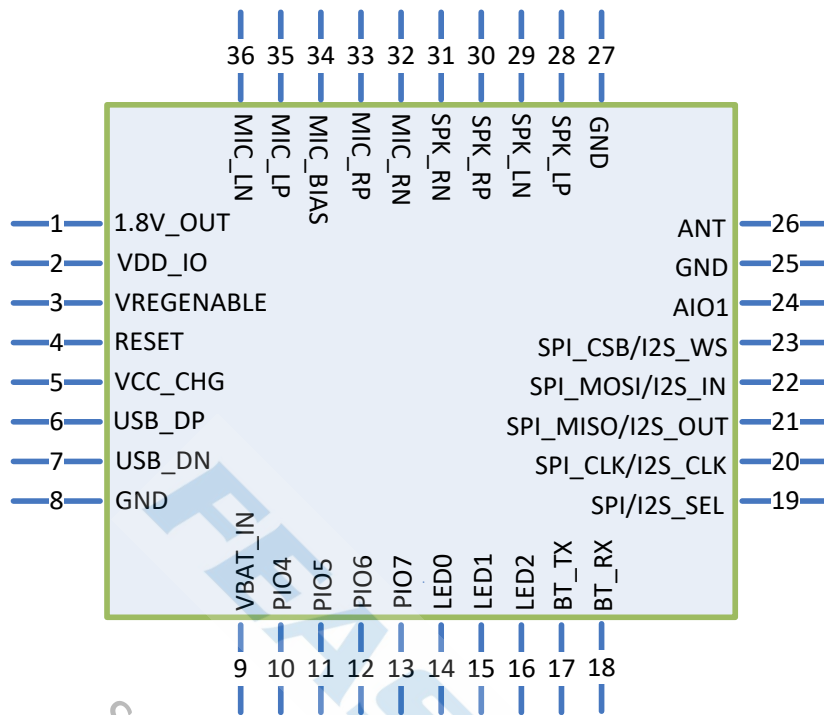 36 35 34 33 32 31 30 29 28 27
MIC_LN
MIC_LP
MIC_BIAS
MIC_RP
MIC_RN
SPK_RN
SPK_RP
SPK_LN
SPK_LP
GND
1 1.8V_OUT
2 VDD_IO
3 VREGENABLE
4 RESET
5 VCC_CHG
6 USB_DP
7 USB_DN
8 GND
ANT 26
GND 25
AIO1 24
SPI_CSB/I2S_WS 23
SPI_MOSI/I2S_IN 22
SPI_MISO/I2S_OUT 21
SPI_CLK/I2S_CLK 20
SPI/I2S_SEL 19
VBAT_IN
PIO4
PIO5
PIO6
PIO7
LED0
LED1
LED2
BT_TX
BT_RX
9 10 11 12 13 14 15 16 17 18